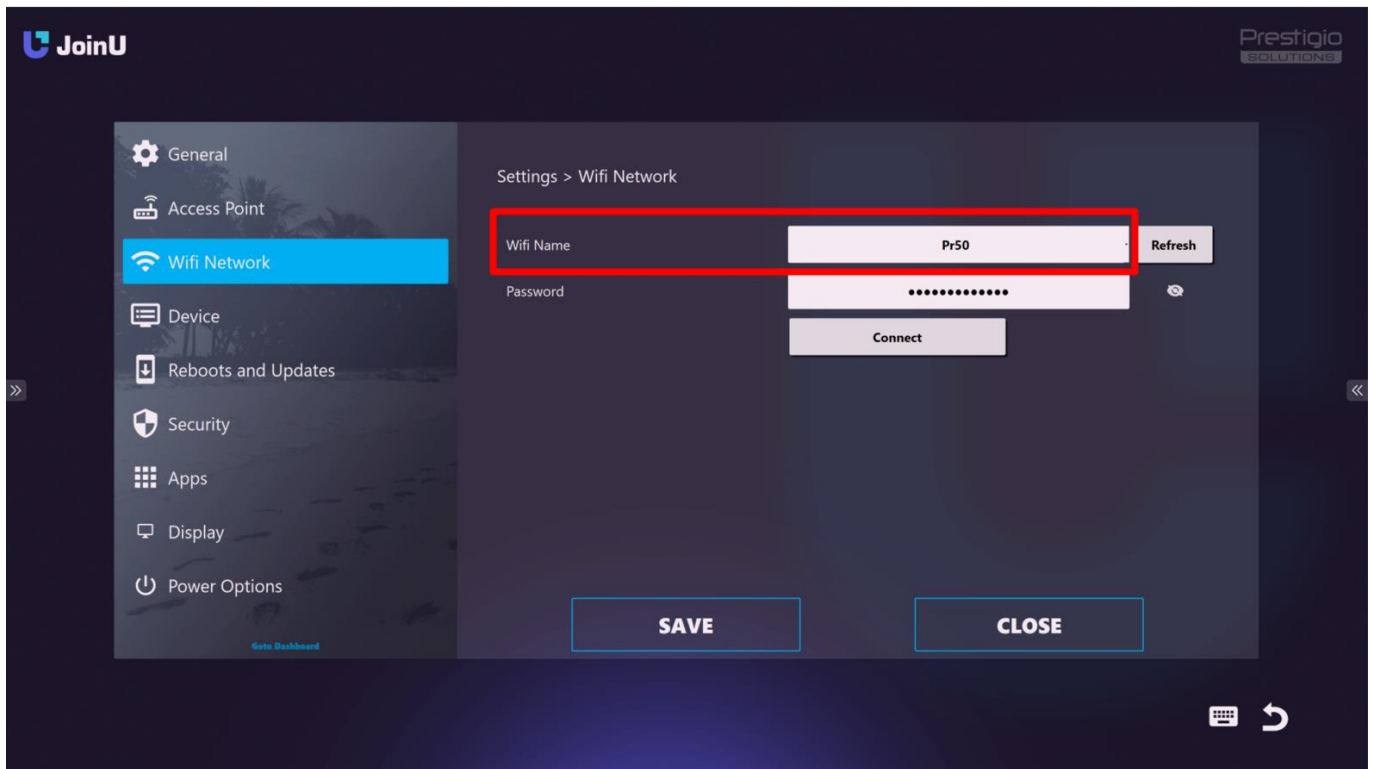 JoinU
Prestigio
SOLUTIONS
General
Access Point
Wifi Network
Device
Reboots and Updates
Security
Apps
Display
Power Options
Goto Dashboard
Settings > Wifi Network
Wifi Name Pr50 Refresh
Password •••••••••••••
Connect
SAVE CLOSE